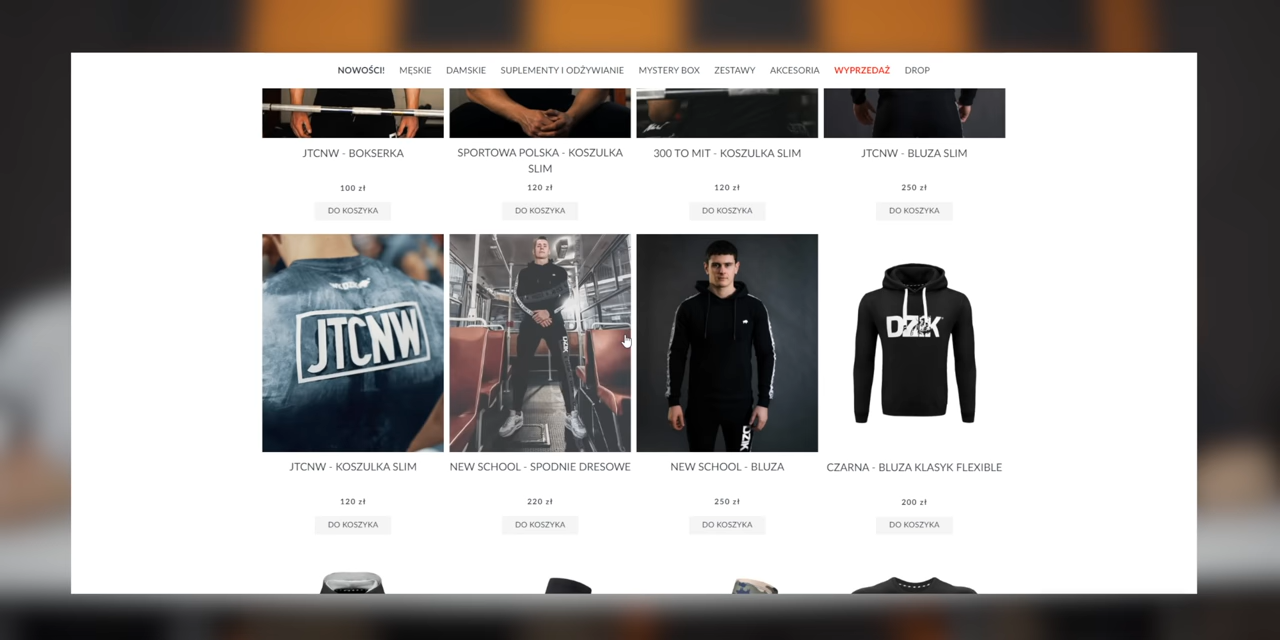 NOWOŚCI! MĘSKIE DAMSKIE SUPLEMENTY I ODŻYWIANIE MYSTERY BOX ZESTAWY AKCESORIA WYPRZEDAŻ DROP
JTCNW - BOKSERKA
100 zł
DO KOSZYKA
SPORTOWA POLSKA - KOSZULKA
SLIM
120 zł
DO KOSZYKA
300 TO MIT - KOSZULKA SLIM
120 zł
DO KOSZYKA
JTCNW - BLUZA SLIM
250 zł
DO KOSZYKA
JTCNW
JTCNW - KOSZULKA SLIM
120 zł
DO KOSZYKA
DZIK
NEW SCHOOL - SPODNIE DRESOWE
220 zł
DO KOSZYKA
DZIK
NEW SCHOOL - BLUZA
250 zł
DO KOSZYKA
DZIK
CZARNA - BLUZA KLASYK FLEXIBLE
200 zł
DO KOSZYKA